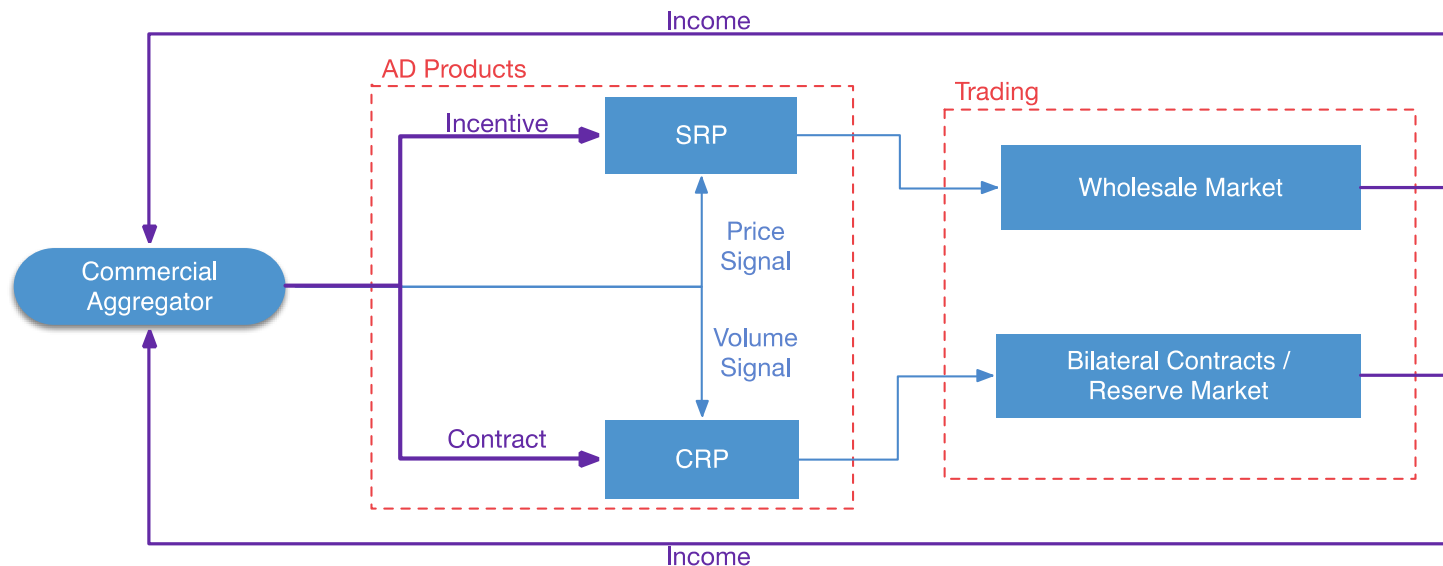 Income
AD Products
Trading
Incentive
SRP
Wholesale Market
Price
Signal
Commercial
Aggregator
Volume
Signal
Bilateral Contracts /
Reserve Market
Contract
CRP
Income